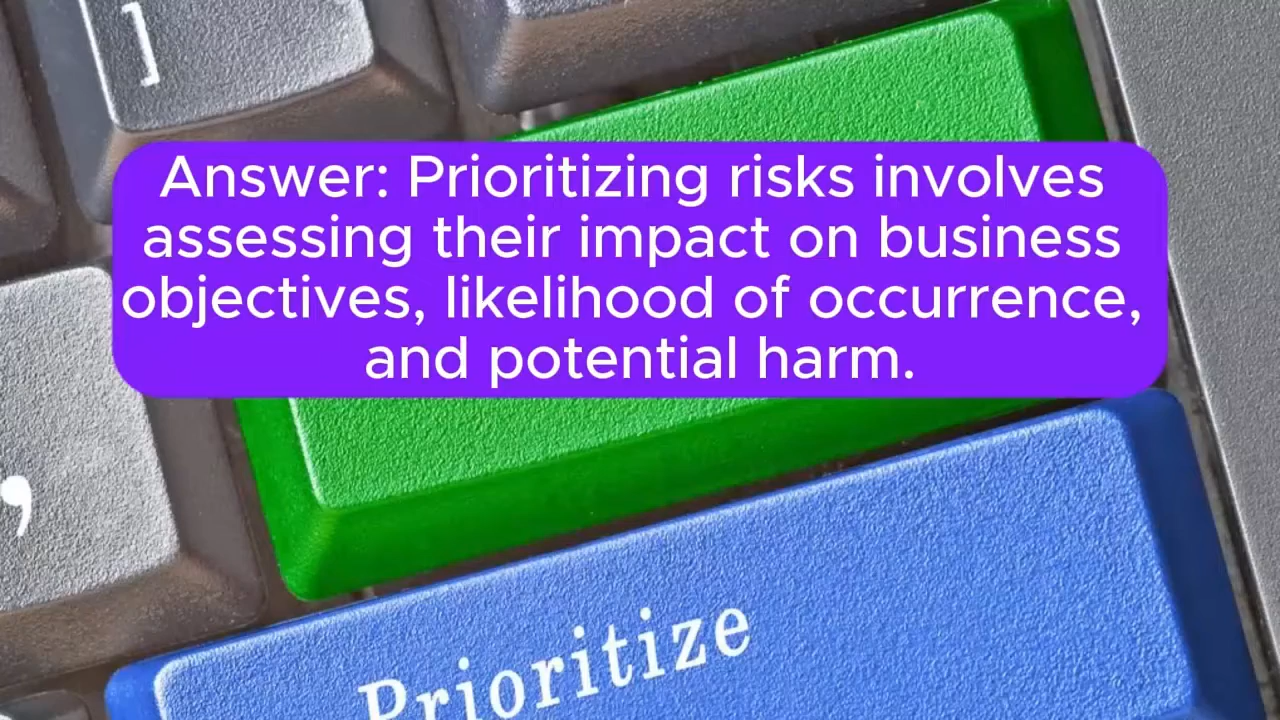 ]
Answer: Prioritizing risks involves
assessing their impact on business
objectives, likelihood of occurrence,
and potential harm.
,
Prioritize